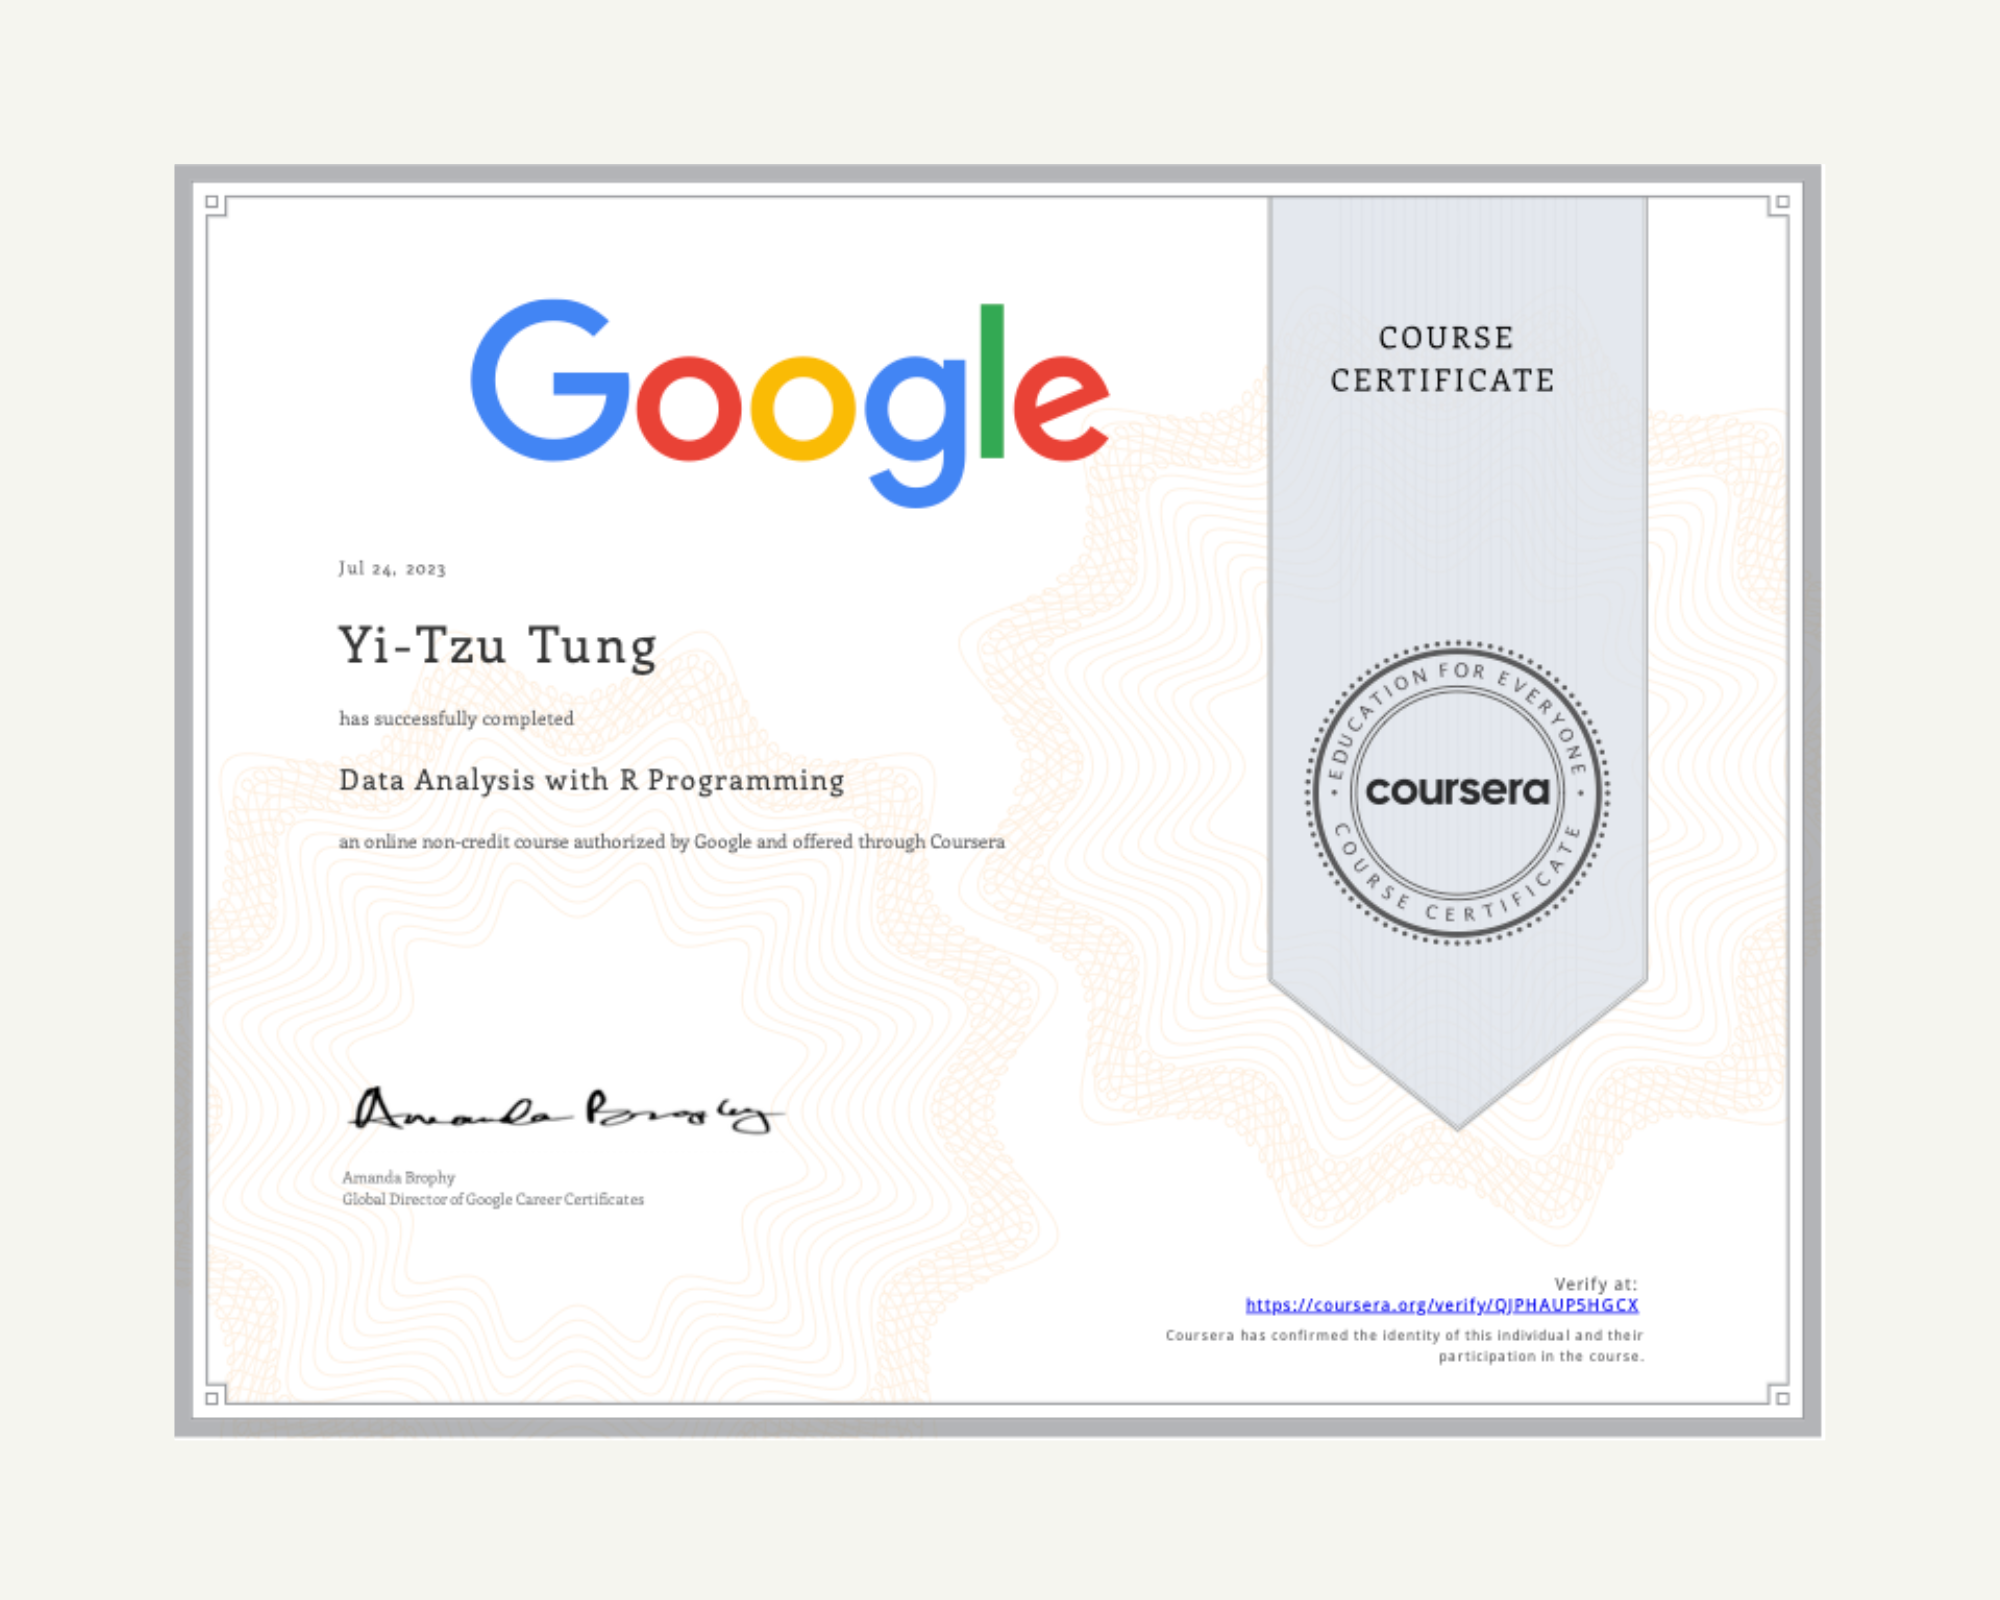 Google
COURSE
CERTIFICATE
Jul 24, 2023
Yi-Tzu Tung
has successfully completed
Data Analysis with R Programming
an online non-credit course authorized by Google and offered through Coursera
EDUCATION FOR EVERYONE
coursera
COURSE CERTIFICATE
Amanda Brophy
Amanda Brophy
Global Director of Google Career Certificates
Verify at:
https://coursera.org/verify/QJPHAUP5HGCX
Coursera has confirmed the identity of this individual and their
participation in the course.